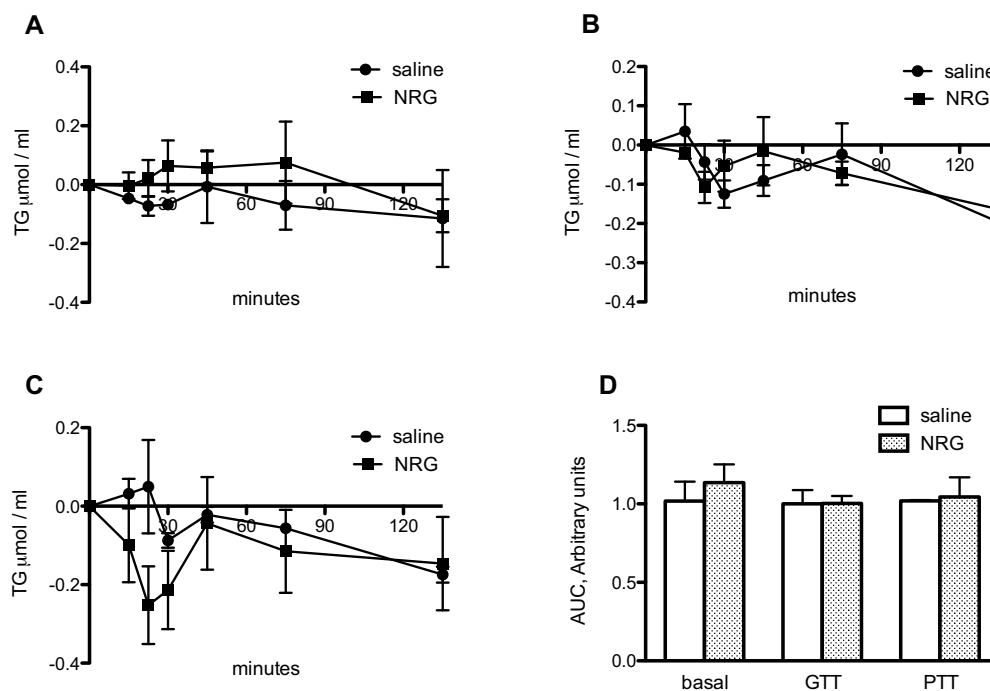 A
0.4
0.2
0.0
-0.2
-0.4
TG μmol / ml
30
60
90
120
minutes
saline
NRG
B
0.2
0.1
0.0
-0.1
-0.2
-0.3
-0.4
TG μmol / ml
30
60
90
120
minutes
saline
NRG
C
0.2
0.0
-0.2
-0.4
TG μmol / ml
30
60
90
120
minutes
saline
NRG
D
1.5
1.0
0.5
0.0
AUC, Arbitrary units
saline
NRG
basal
GTT
PTT